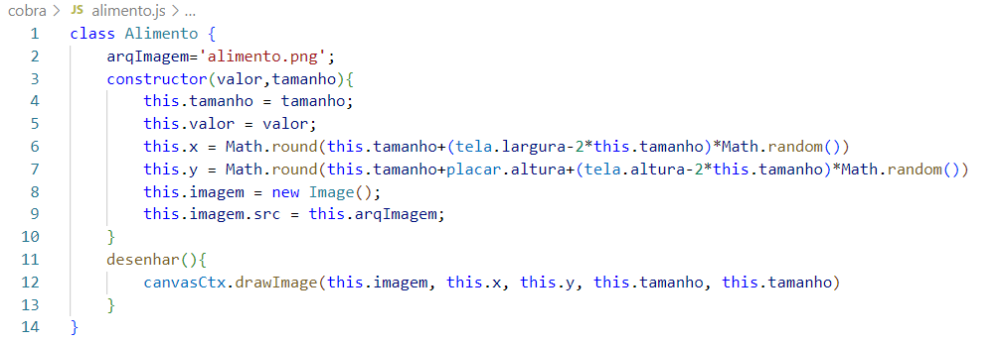 cobra > JS alimento.js > ...
1 class Alimento {
2     arqImagem='alimento.png';
3     constructor(valor,tamanho){
4         this.tamanho = tamanho;
5         this.valor = valor;
6         this.x = Math.round(this.tamanho+(tela.largura-2*this.tamanho)*Math.random())
7         this.y = Math.round(this.tamanho+placar.altura+(tela.altura-2*this.tamanho)*Math.random())
8         this.imagem = new Image();
9         this.imagem.src = this.arqImagem;
10     }
11     desenhar(){
12         canvasCtx.drawImage(this.imagem, this.x, this.y, this.tamanho, this.tamanho)
13     }
14 }